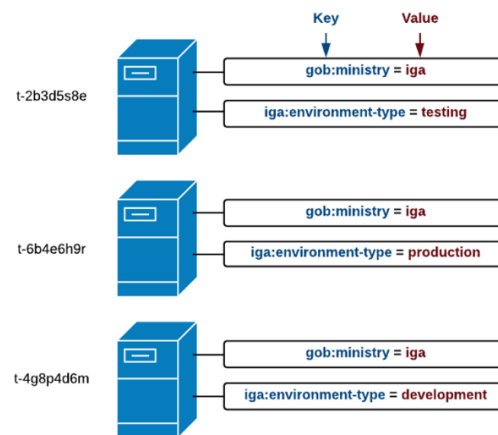 Key Value
gob:ministry = iga
t-2b3d5s8e
iga:environment-type = testing
gob:ministry = iga
t-6b4e6h9r
iga:environment-type = production
gob:ministry = iga
t-4g8p4d6m
iga:environment-type = development